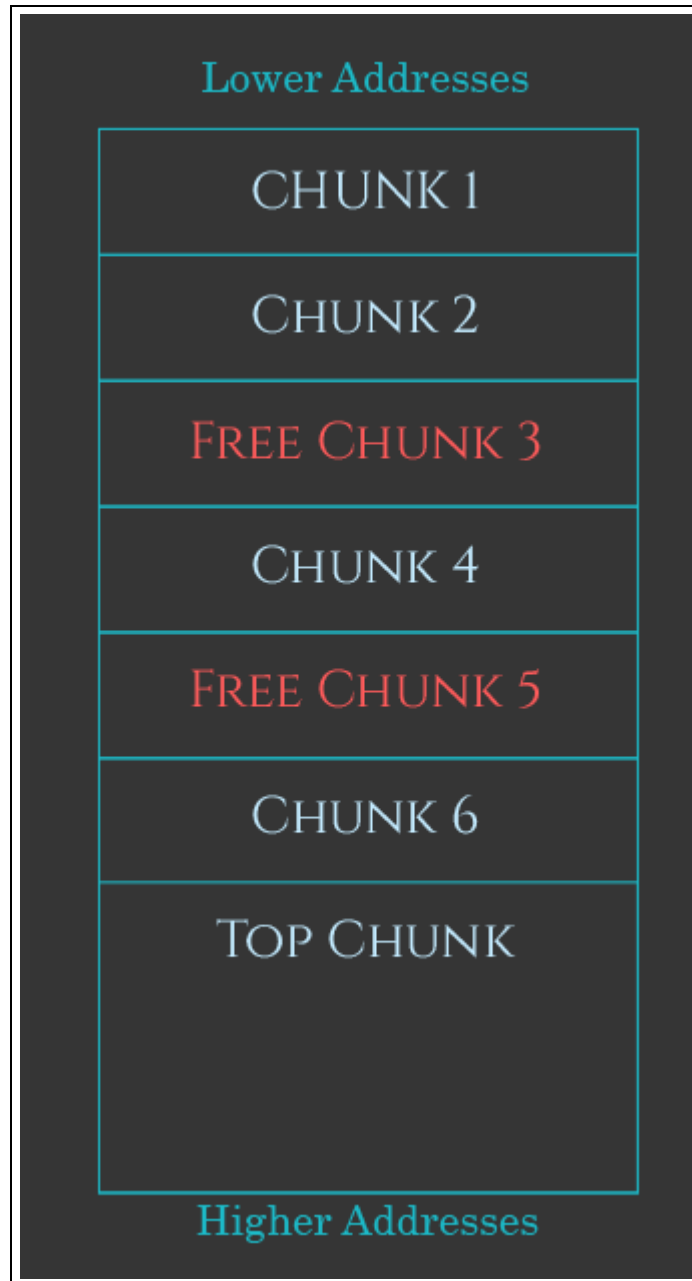 Lower Addresses
CHUNK 1
CHUNK 2
FREE CHUNK 3
CHUNK 4
FREE CHUNK 5
CHUNK 6
TOP CHUNK
Higher Addresses